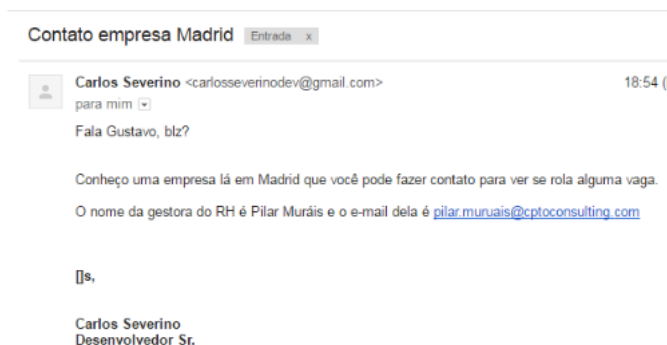 Contato empresa Madrid Entrada x
Carlos Severino <carlosseverinodev@gmail.com> 18:54 (
para mim
Fala Gustavo, blz?
Conheço uma empresa lá em Madrid que você pode fazer contato para ver se rola alguma vaga.
O nome da gestora do RH é Pilar Muráis e o e-mail dela é pilar.muruais@cptoconsulting.com
[]s,
Carlos Severino
Desenvolvedor Sr.